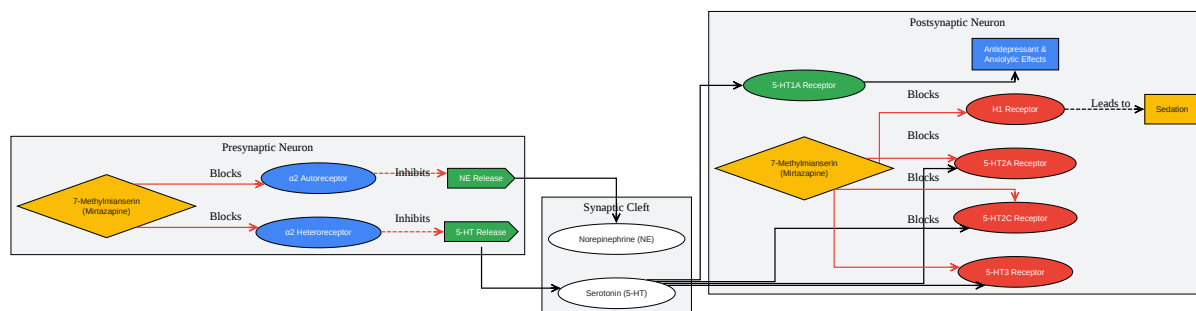 Postsynaptic Neuron
Antidepressant &
Anxiolytic Effects
5-HT1A Receptor
Blocks
H1 Receptor
Leads to
Sedation
Blocks
7-Methylmianserin
(Mirtazapine)
5-HT2A Receptor
Blocks
5-HT2C Receptor
Blocks
5-HT3 Receptor
Presynaptic Neuron
Blocks
α2 Autoreceptor
Inhibits
NE Release
7-Methylmianserin
(Mirtazapine)
Blocks
α2 Heteroreceptor
Inhibits
5-HT Release
Synaptic Cleft
Norepinephrine (NE)
Serotonin (5-HT)